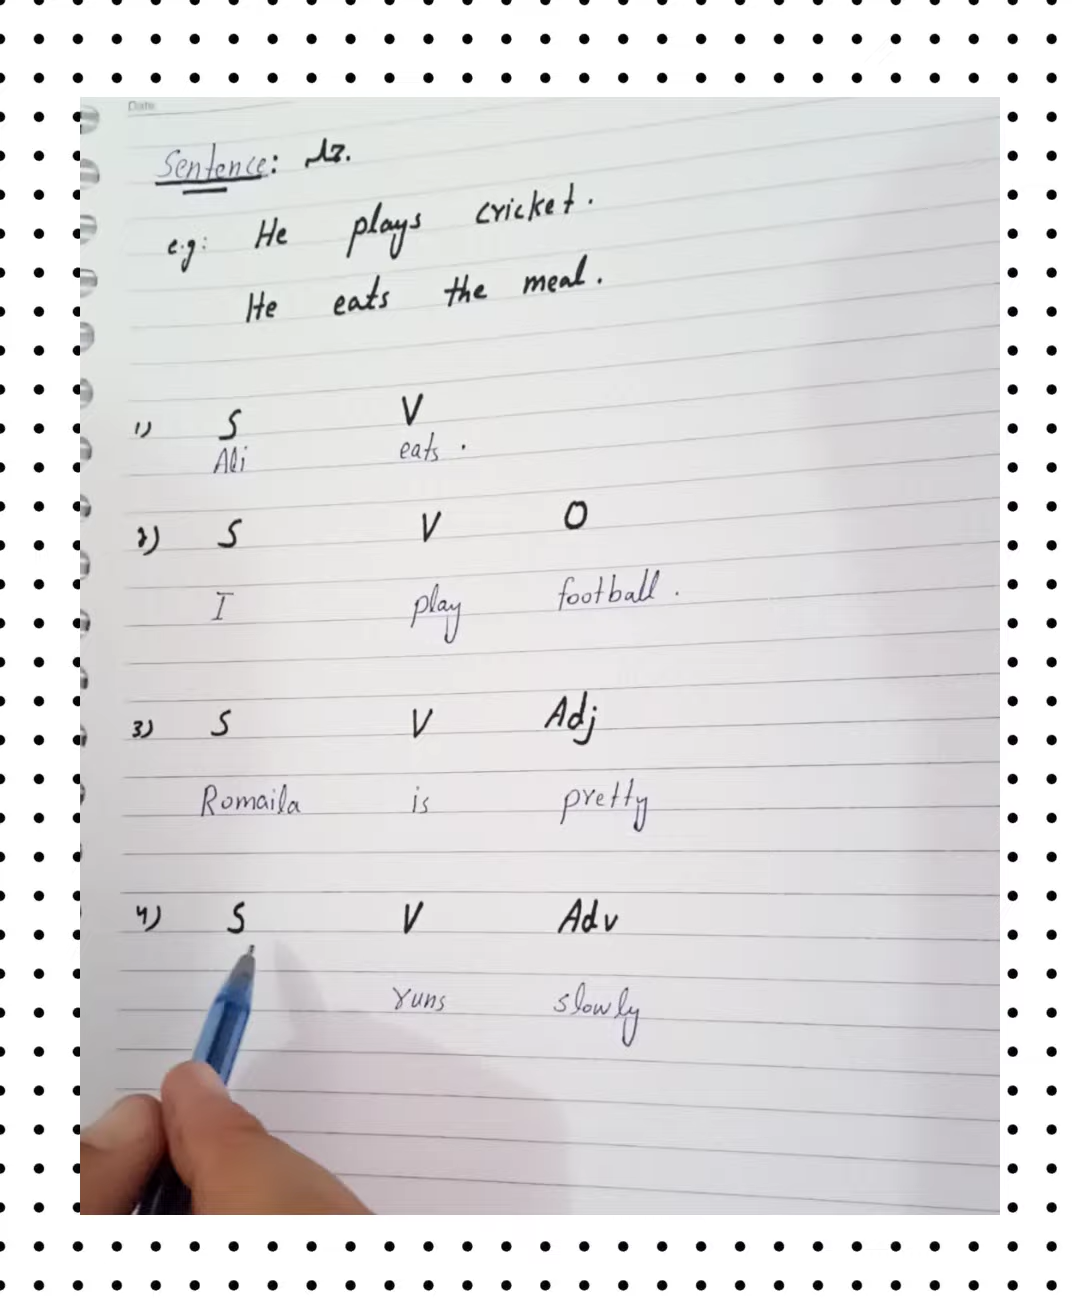 Date:
Sentence: جملہ.
e.g: He plays cricket.
He eats the meal.
1) S V
Ali eats.
2) S V O
I play football.
3) S V Adj
Romaila is pretty
4) S V Adv
runs slowly